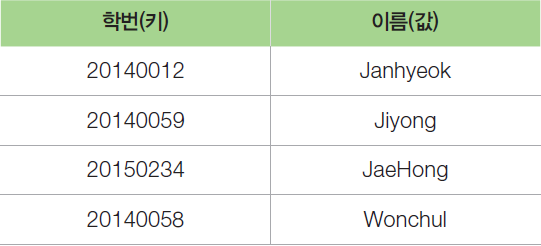 학번(키) 이름(값)
20140012 Janhyeok
20140059 Jiyong
20150234 JaeHong
20140058 Wonchul